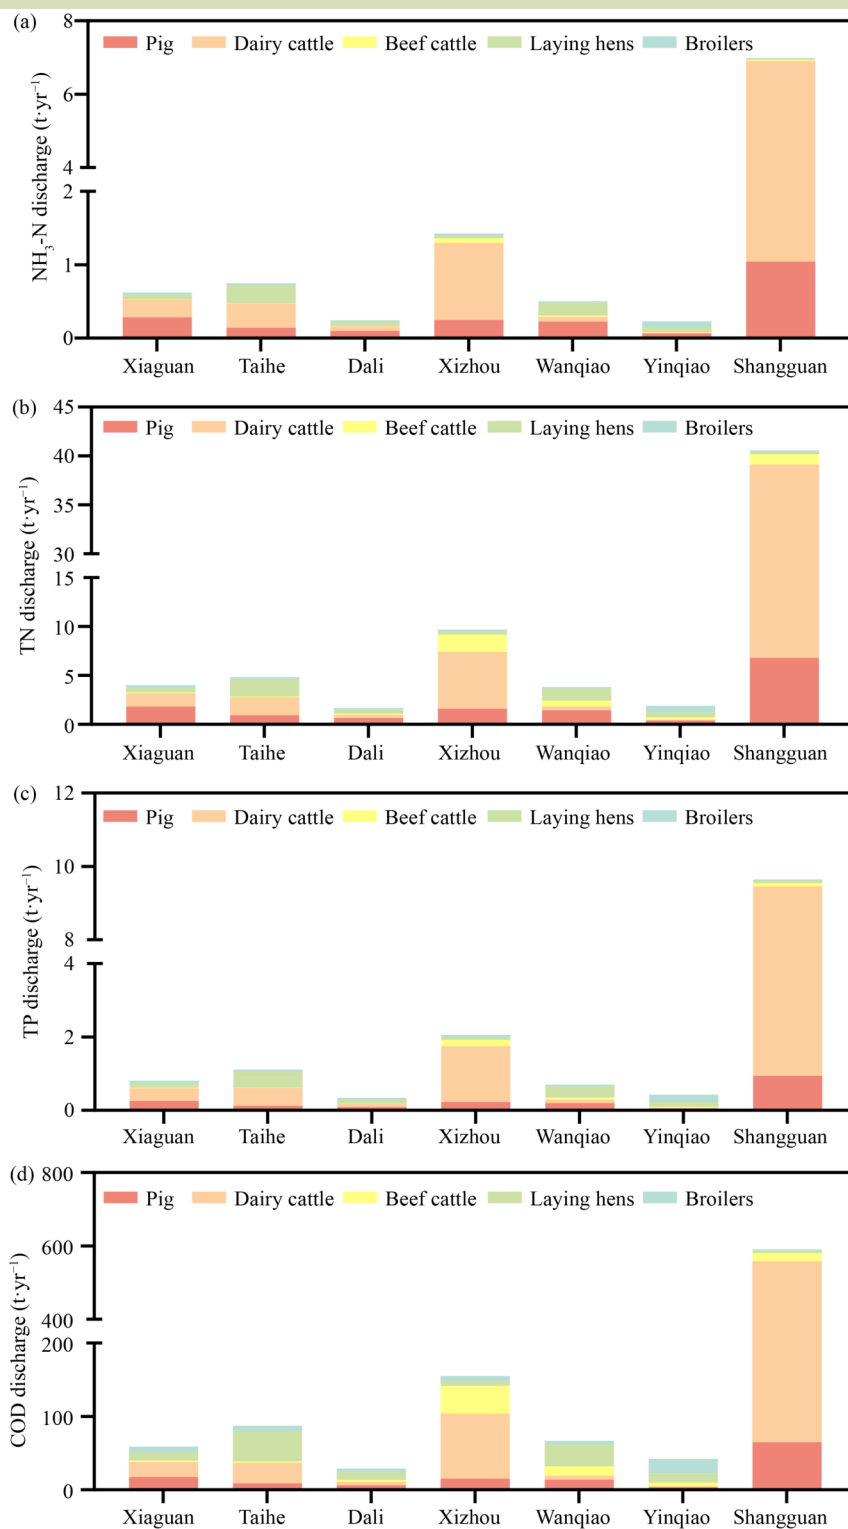 (a)
8
6
4
2
1
0
NH₃-N discharge (t·yr⁻¹)
Pig Dairy cattle Beef cattle Laying hens Broilers
Xiaguan Taihe Dali Xizhou Wanqiao Yinqiao Shangguan
(b)
45
40
35
30
15
10
5
0
TN discharge (t·yr⁻¹)
Pig Dairy cattle Beef cattle Laying hens Broilers
Xiaguan Taihe Dali Xizhou Wanqiao Yinqiao Shangguan
(c)
12
10
8
4
2
0
TP discharge (t·yr⁻¹)
Pig Dairy cattle Beef cattle Laying hens Broilers
Xiaguan Taihe Dali Xizhou Wanqiao Yinqiao Shangguan
(d)
800
600
400
200
100
0
COD discharge (t·yr⁻¹)
Pig Dairy cattle Beef cattle Laying hens Broilers
Xiaguan Taihe Dali Xizhou Wanqiao Yinqiao Shangguan